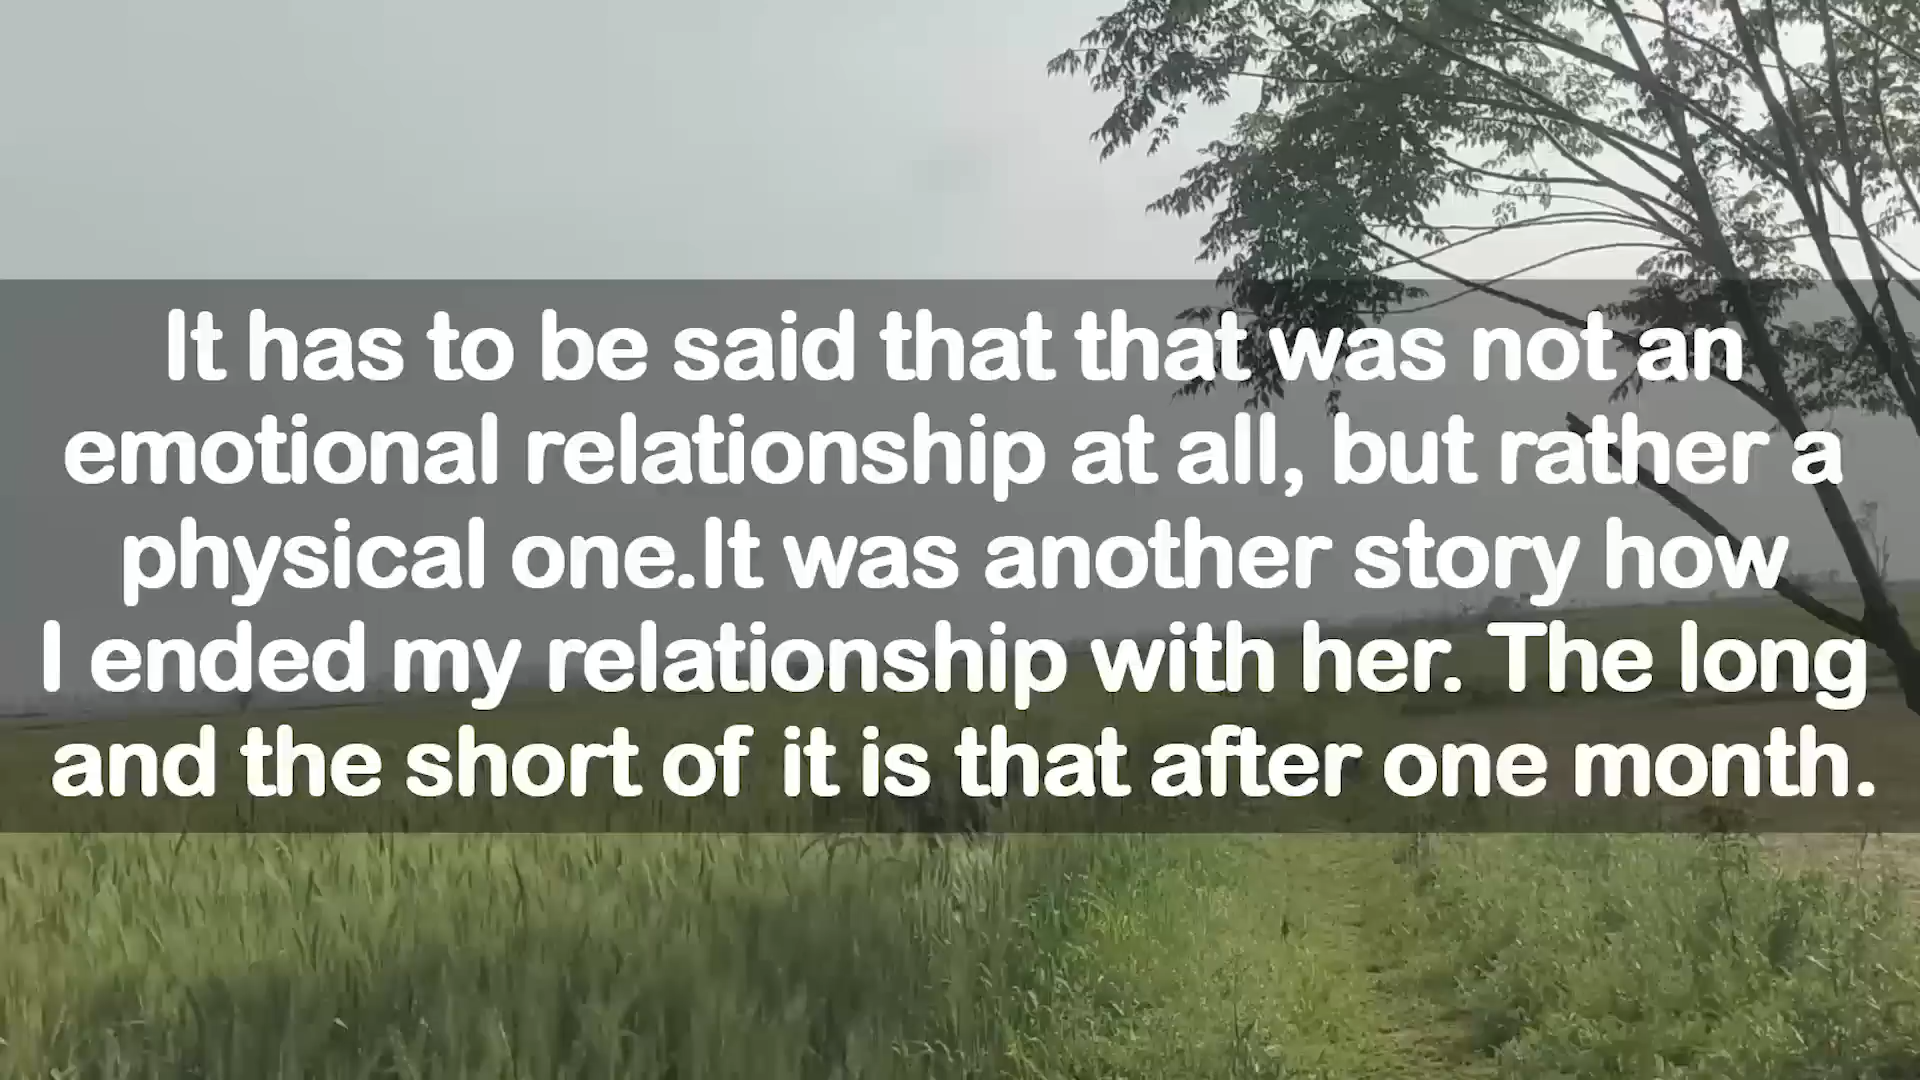 It has to be said that that was not an
emotional relationship at all, but rather a
physical one.It was another story how
I ended my relationship with her. The long
and the short of it is that after one month.